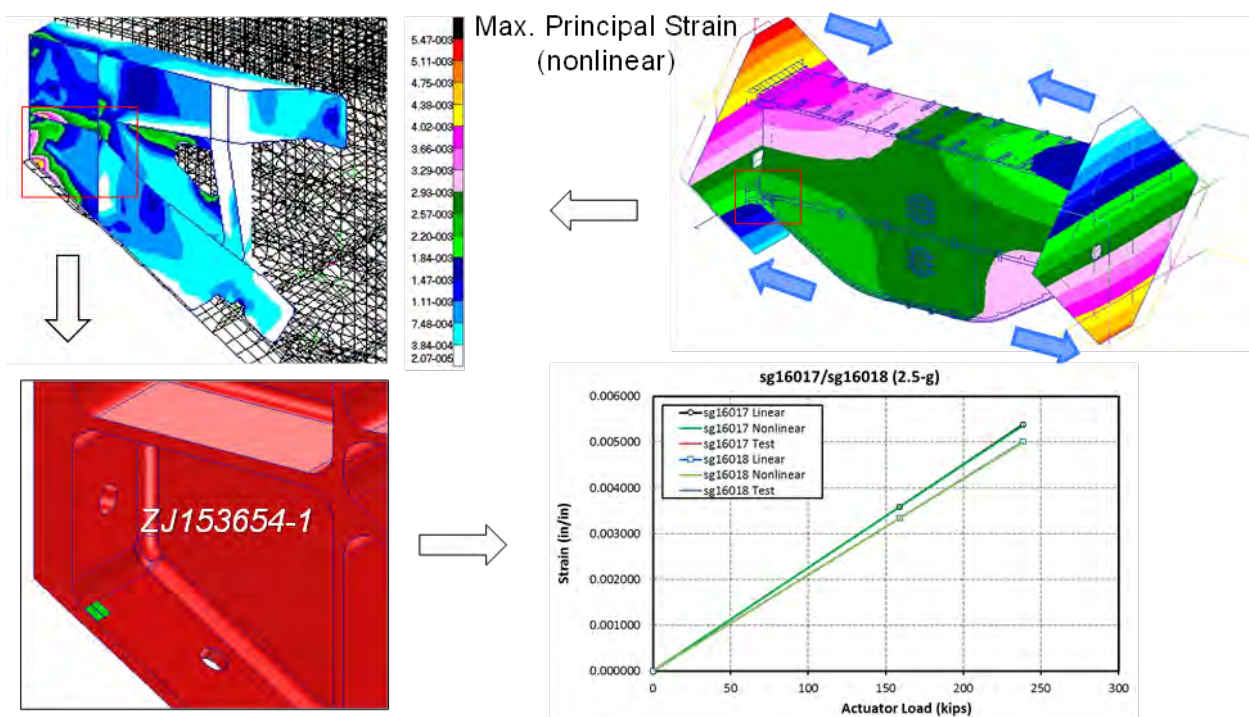 Max. Principal Strain
(nonlinear)
5.47-003
5.11-003
4.75-003
4.38-003
4.02-003
3.66-003
3.29-003
2.93-003
2.57-003
2.20-003
1.84-003
1.47-003
1.11-003
7.48-004
3.84-004
2.07-005
ZJ153654-1
sg16017/sg16018 (2.5-g)
sg16017 Linear
sg16017 Nonlinear
sg16017 Test
sg16018 Linear
sg16018 Nonlinear
sg16018 Test
Strain (in/in)
0.006000
0.005000
0.004000
0.003000
0.002000
0.001000
0.000000
0
50
100
150
200
250
300
Actuator Load (kips)